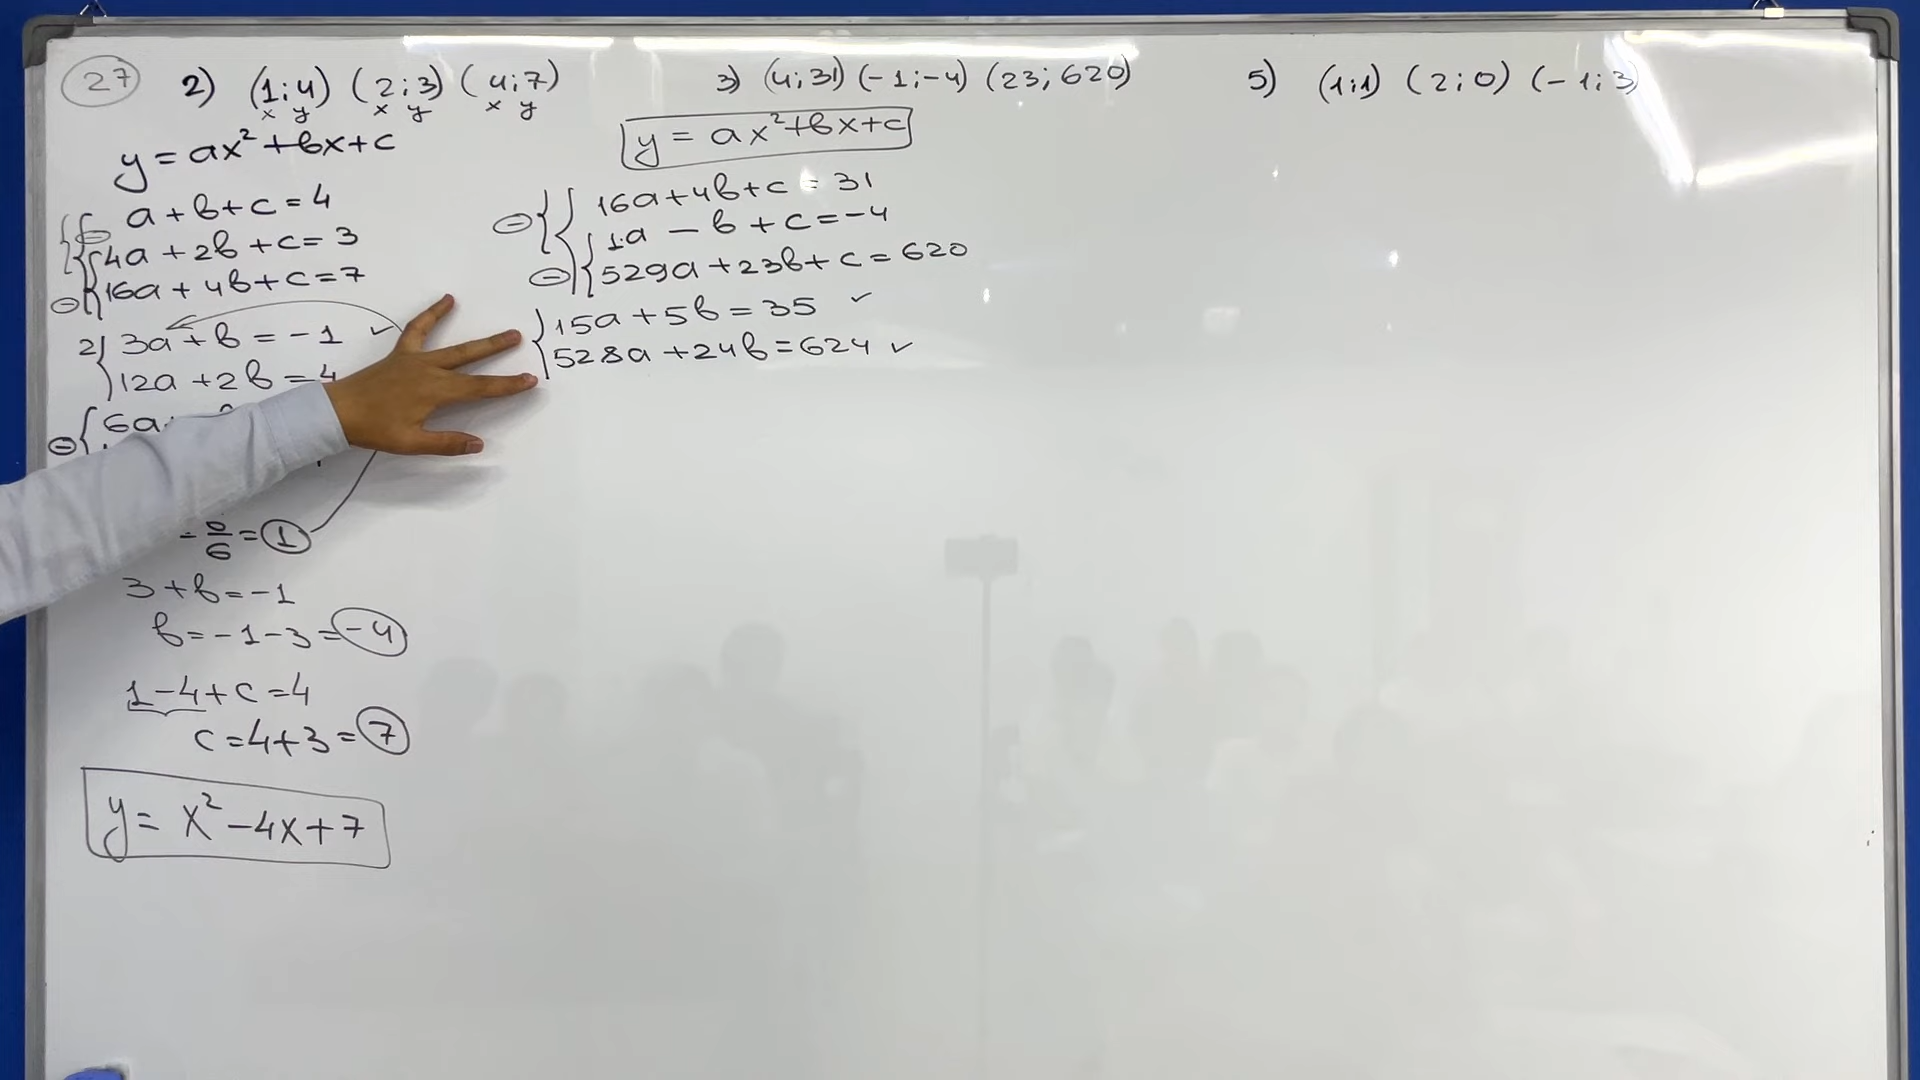 27
2) (1;4) (2;3) (4;7)
x y x y x y
y = ax²+bx+c
a+b+c=4
4a+2b+c=3
16a+4b+c=7
2 3a+b=-1
12a+2b=4
6a
- 0/6 = 1
3+b=-1
b=-1-3=-4
1-4+c=4
c=4+3=7
y= x²-4x+7
3) (4;31) (-1;-4) (23;620)
y = ax²+bx+c
16a+4b+c=31
1a-b+c=-4
529a+23b+c=620
15a+5b=35
528a+24b=624
5) (1;1) (2;0) (-1;3)